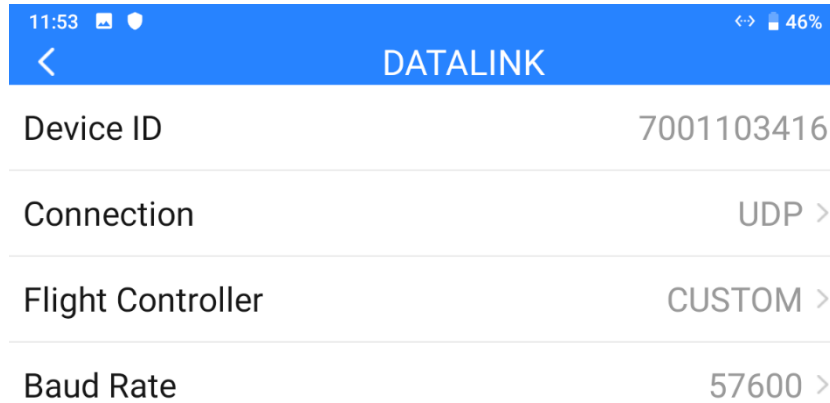 11:53 46%
DATALINK
Device ID 7001103416
Connection UDP
Flight Controller CUSTOM
Baud Rate 57600